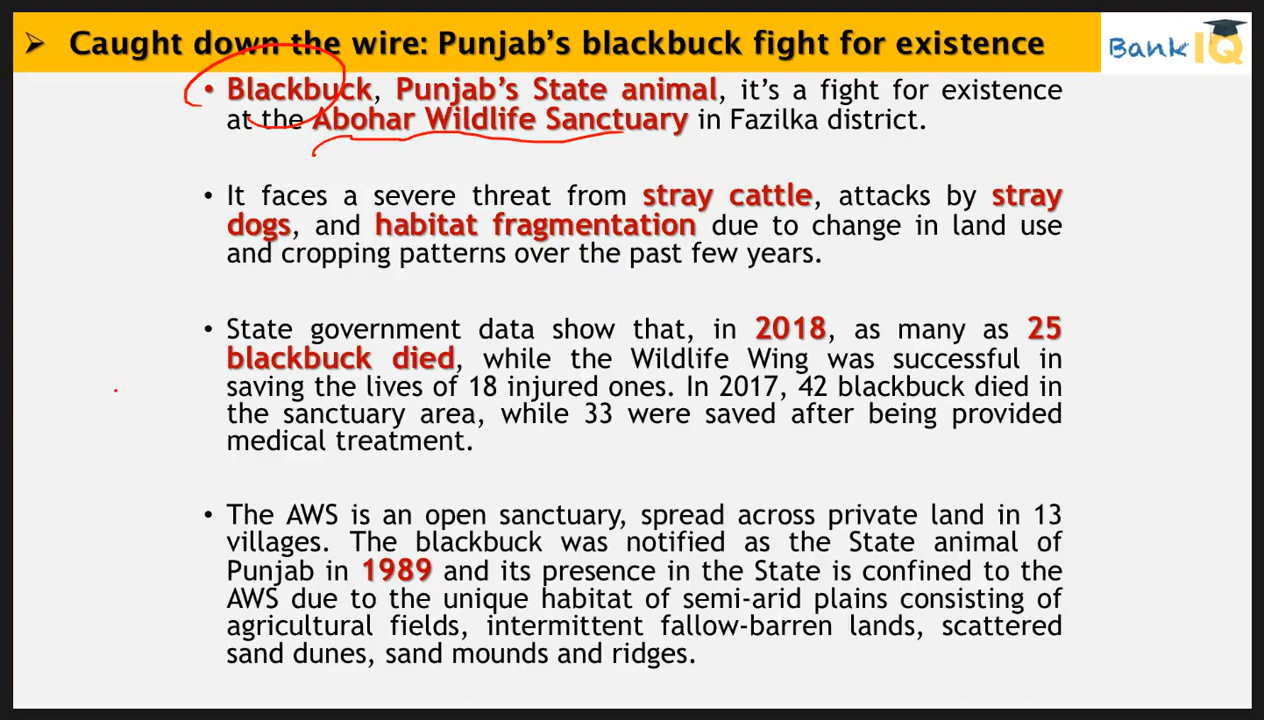 ➢ Caught down the wire: Punjab's blackbuck fight for existence
Bank IQ
• Blackbuck, Punjab's State animal, it's a fight for existence
at the Abohar Wildlife Sanctuary in Fazilka district.
• It faces a severe threat from stray cattle, attacks by stray
dogs, and habitat fragmentation due to change in land use
and cropping patterns over the past few years.
• State government data show that, in 2018, as many as 25
blackbuck died, while the Wildlife Wing was successful in
saving the lives of 18 injured ones. In 2017, 42 blackbuck died in
the sanctuary area, while 33 were saved after being provided
medical treatment.
• The AWS is an open sanctuary, spread across private land in 13
villages. The blackbuck was notified as the State animal of
Punjab in 1989 and its presence in the State is confined to the
AWS due to the unique habitat of semi-arid plains consisting of
agricultural fields, intermittent fallow-barren lands, scattered
sand dunes, sand mounds and ridges.